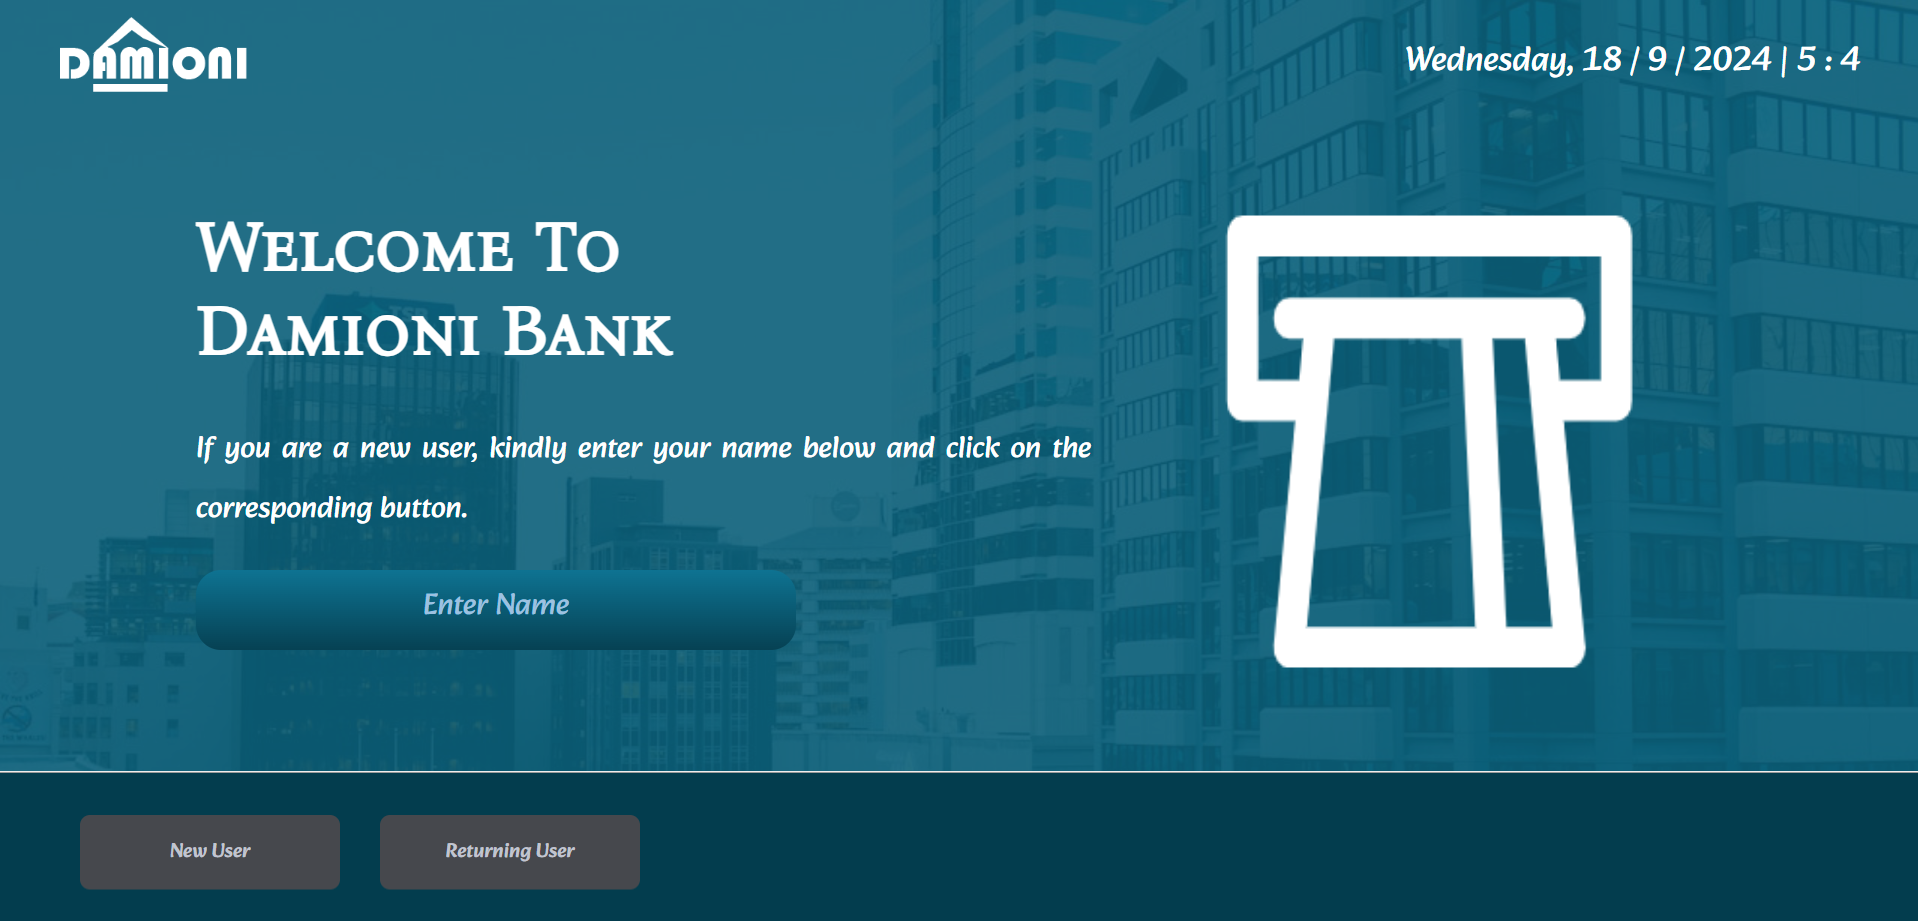 DAMIONI
Wednesday, 18 / 9 / 2024 | 5 : 4
Welcome To
Damioni Bank
If you are a new user, kindly enter your name below and click on the
corresponding button.
Enter Name
New User
Returning User